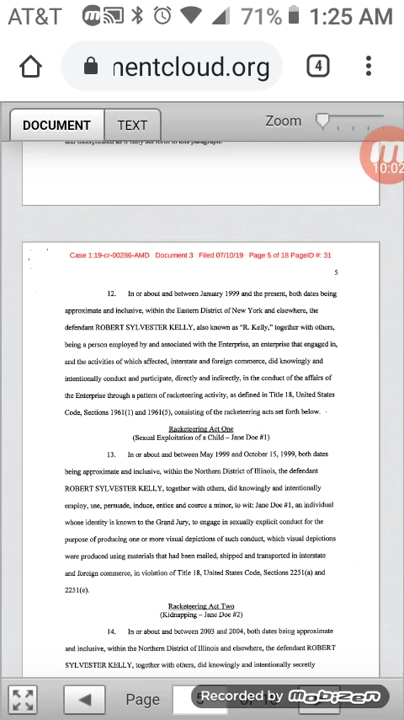 AT&T 71% 1:25 AM
nentcloud.org 4
DOCUMENT TEXT Zoom
and incorporated as if fully set forth in this paragraph.
10:02
Case 1:19-cr-00286-AMD Document 3 Filed 07/10/19 Page 5 of 18 PageID #: 31
5
12. In or about and between January 1999 and the present, both dates being
approximate and inclusive, within the Eastern District of New York and elsewhere, the
defendant ROBERT SYLVESTER KELLY, also known as "R. Kelly," together with others,
being a person employed by and associated with the Enterprise, an enterprise that engaged in,
and the activities of which affected, interstate and foreign commerce, did knowingly and
intentionally conduct and participate, directly and indirectly, in the conduct of the affairs of
the Enterprise through a pattern of racketeering activity, as defined in Title 18, United States
Code, Sections 1961(1) and 1961(5), consisting of the racketeering acts set forth below.
Racketeering Act One
(Sexual Exploitation of a Child – Jane Doe #1)
13. In or about and between May 1999 and October 15, 1999, both dates
being approximate and inclusive, within the Northern District of Illinois, the defendant
ROBERT SYLVESTER KELLY, together with others, did knowingly and intentionally
employ, use, persuade, induce, entice and coerce a minor, to wit: Jane Doe #1, an individual
whose identity is known to the Grand Jury, to engage in sexually explicit conduct for the
purpose of producing one or more visual depictions of such conduct, which visual depictions
were produced using materials that had been mailed, shipped and transported in interstate
and foreign commerce, in violation of Title 18, United States Code, Sections 2251(a) and
2251(e).
Racketeering Act Two
(Kidnapping – Jane Doe #2)
14. In or about and between 2003 and 2004, both dates being approximate
and inclusive, within the Northern District of Illinois and elsewhere, the defendant ROBERT
SYLVESTER KELLY, together with others, did knowingly and intentionally secretly
Page
Recorded by MOBIZEN